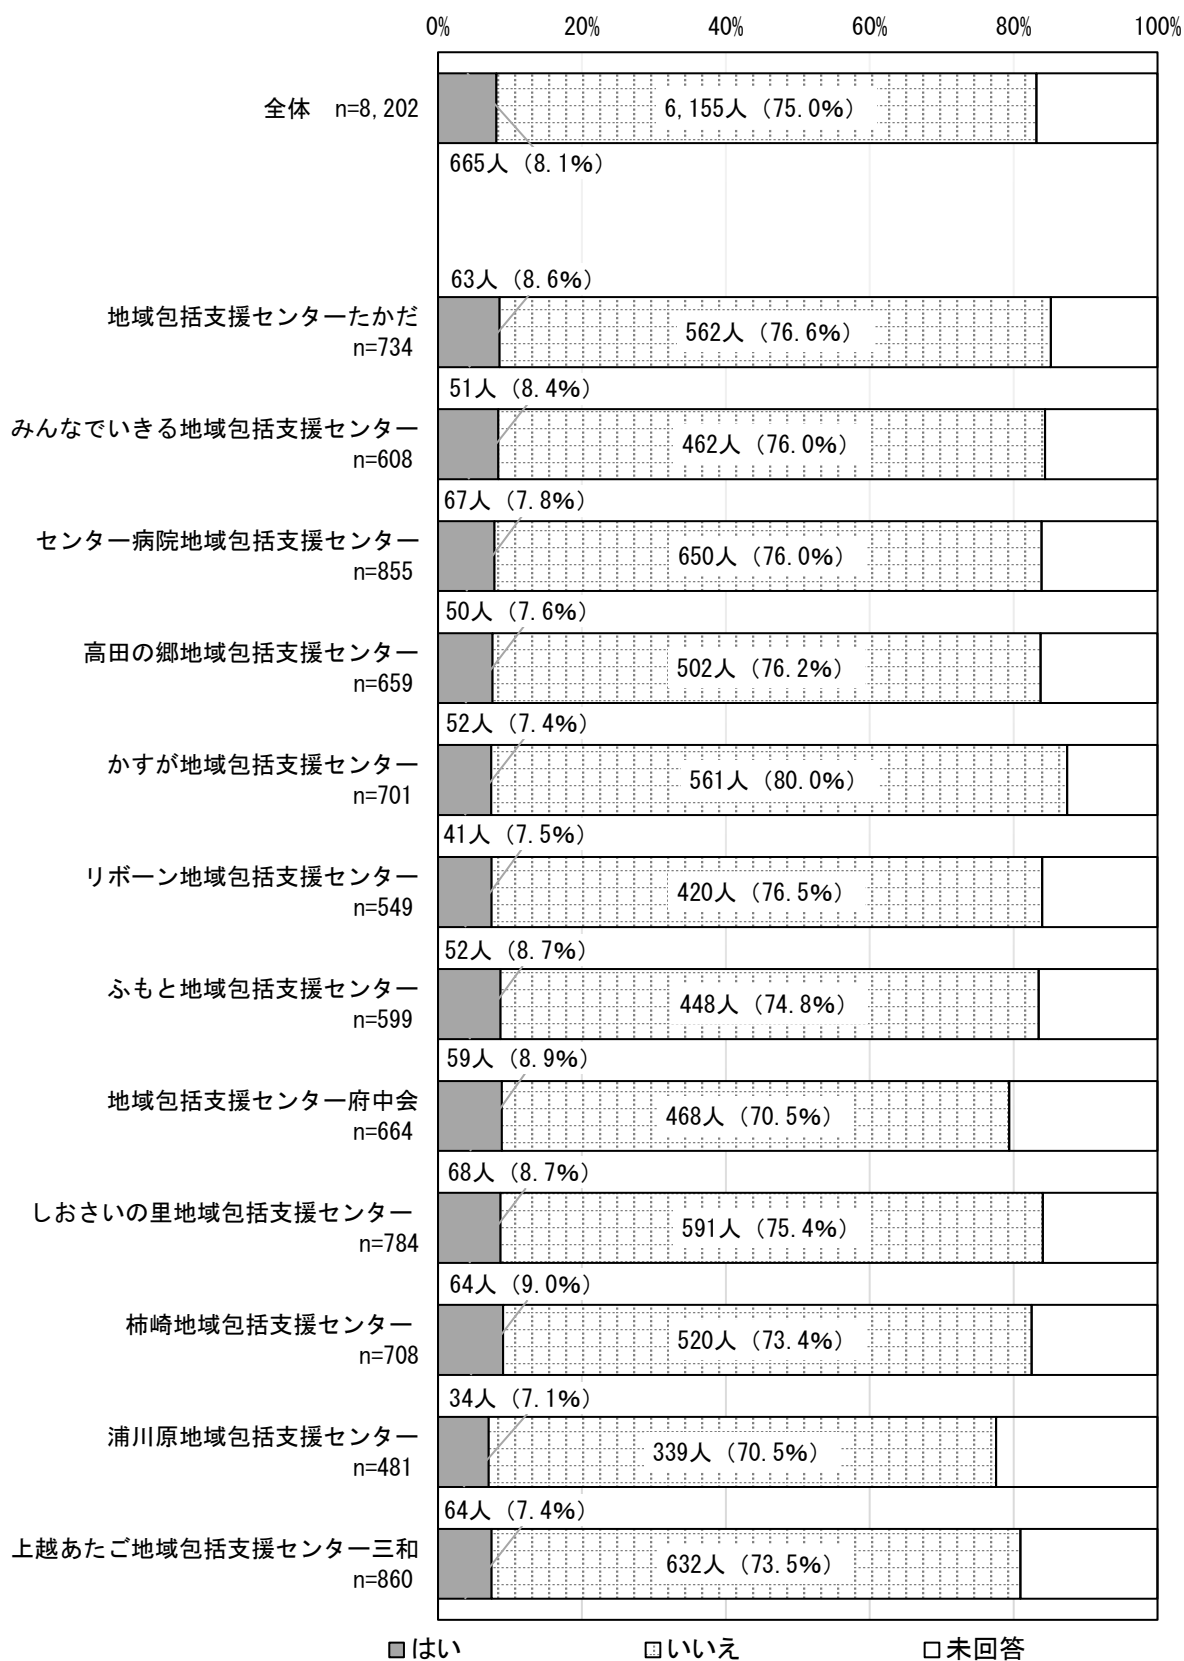 0% 20% 40% 60% 80% 100%
全体 n=8,202
6,155人（75.0%）
665人（8.1%）
63人（8.6%）
地域包括支援センターたかだ
n=734
562人（76.6%）
51人（8.4%）
みんなでいきる地域包括支援センター
n=608
462人（76.0%）
67人（7.8%）
センター病院地域包括支援センター
n=855
650人（76.0%）
50人（7.6%）
高田の郷地域包括支援センター
n=659
502人（76.2%）
52人（7.4%）
かすが地域包括支援センター
n=701
561人（80.0%）
41人（7.5%）
リボーン地域包括支援センター
n=549
420人（76.5%）
52人（8.7%）
ふもと地域包括支援センター
n=599
448人（74.8%）
59人（8.9%）
地域包括支援センター府中会
n=664
468人（70.5%）
68人（8.7%）
しおさいの里地域包括支援センター
n=784
591人（75.4%）
64人（9.0%）
柿崎地域包括支援センター
n=708
520人（73.4%）
34人（7.1%）
浦川原地域包括支援センター
n=481
339人（70.5%）
64人（7.4%）
上越あたご地域包括支援センター三和
n=860
632人（73.5%）
はい いいえ 未回答